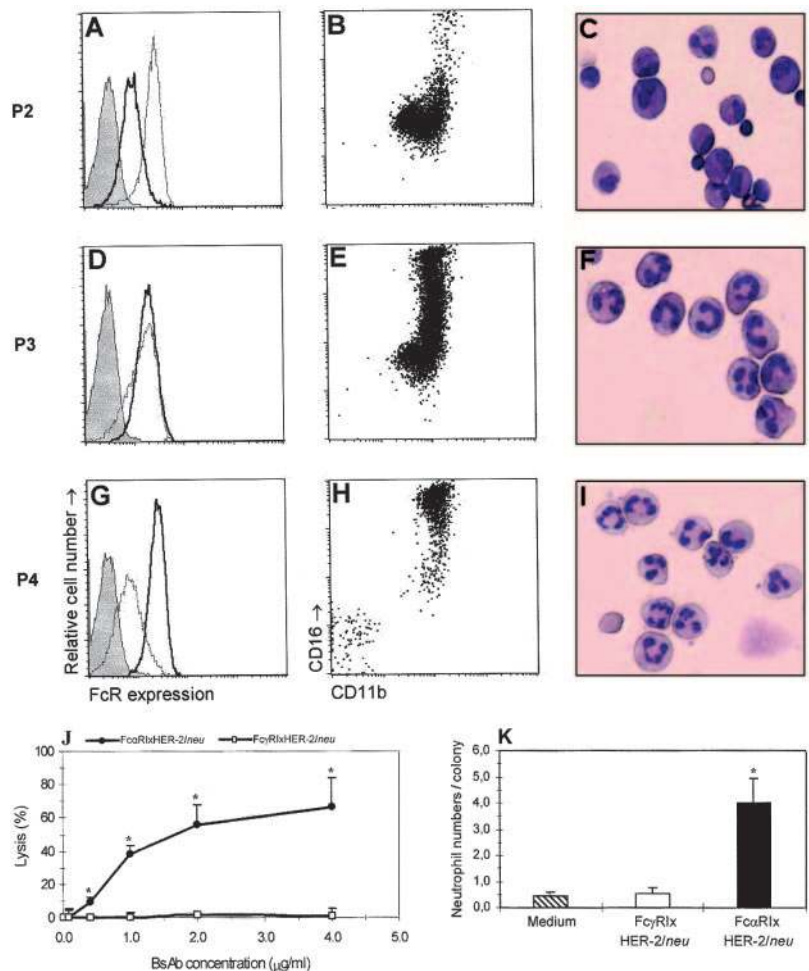 A
B
C
P2
D
E
F
P3
G
H
I
P4
Relative cell number →
FcR expression
CD16 →
CD11b
J
FcαRIxHER-2/neu
FcγRIxHER-2/neu
100
80
60
40
20
0
Lysis (%)
0.0 1.0 2.0 3.0 4.0 5.0
BsAb concentration (μg/ml)
K
6,0
5,0
4,0
3,0
2,0
1,0
0,0
Neutrophil numbers / colony
* * * * *
Medium
FcγRIx
HER-2/neu
FcαRIx
HER-2/neu